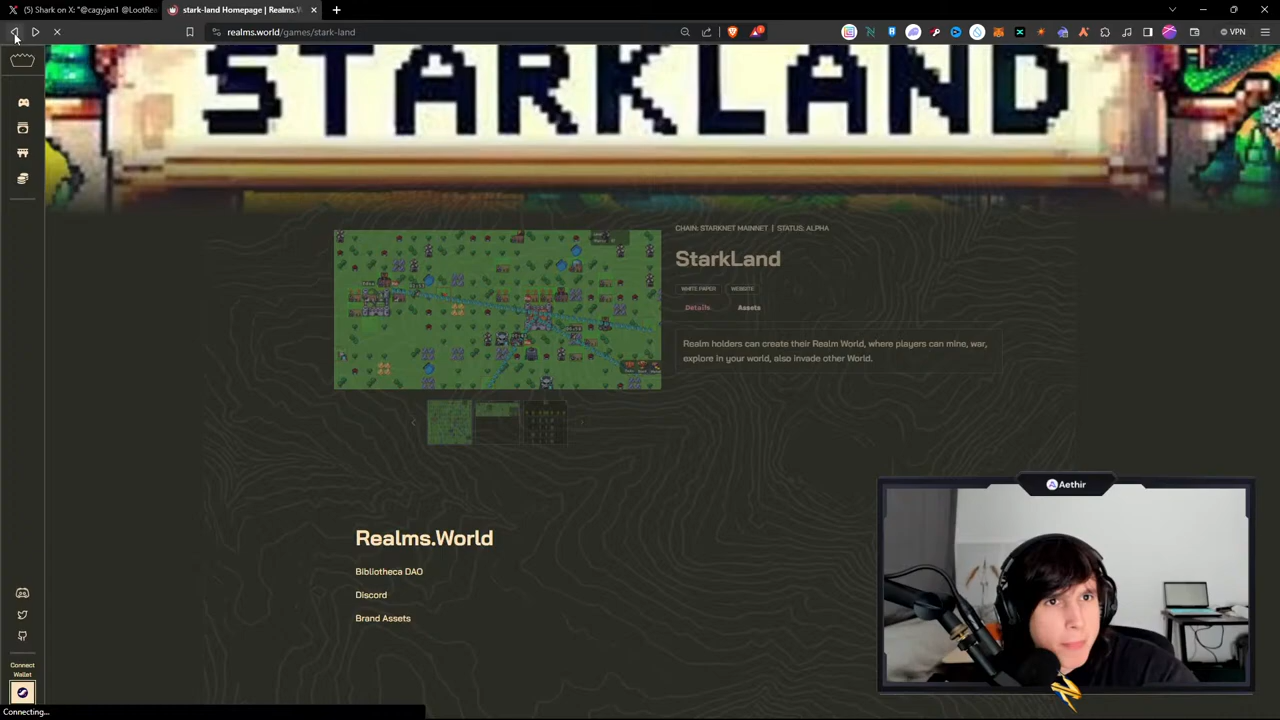 (5) Shark on X: "@cagyjan1 @LootRea
stark-land Homepage | Realms.W
realms.world/games/stark-land
VPN
STARKLAND
CHAIN: STARKNET MAINNET | STATUS: ALPHA
StarkLand
WHITE PAPER
WEBSITE
Details
Assets
Realm holders can create their Realm World, where players can mine, war,
explore in your world, also invade other World.
Aethir
Realms.World
Bibliotheca DAO
Discord
Brand Assets
Connect
Wallet
Connecting...